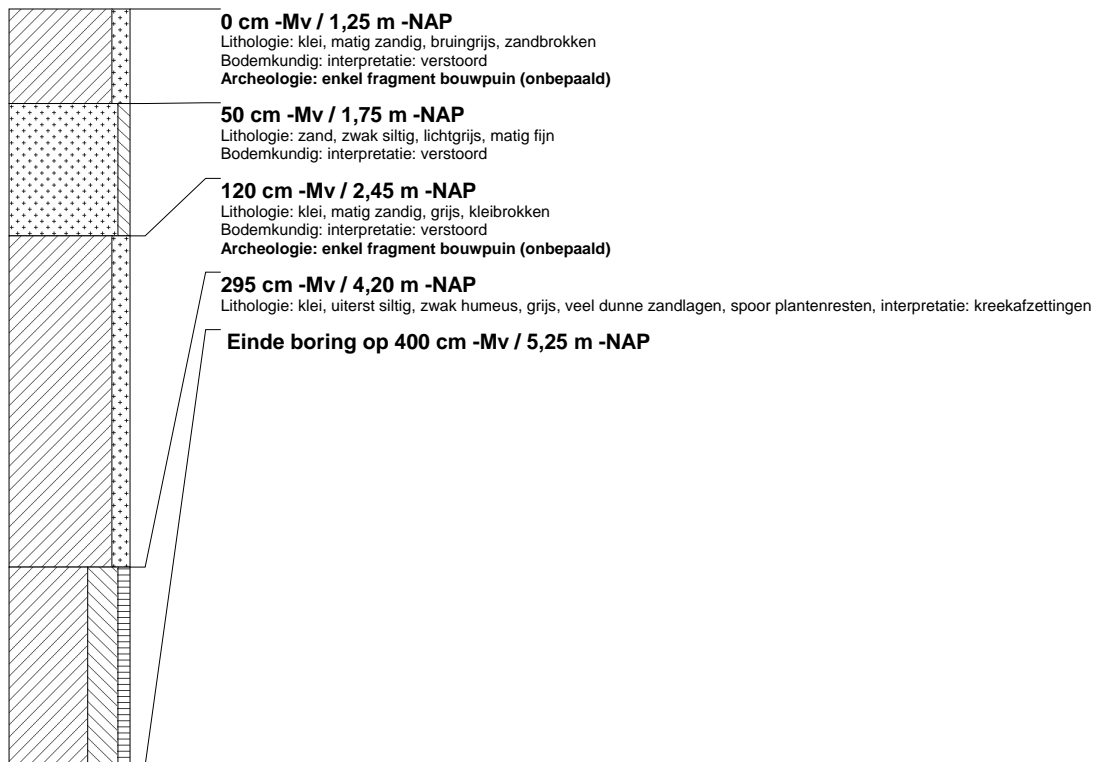 0 cm -Mv / 1,25 m -NAP
Lithologie: klei, matig zandig, bruingrijs, zandbrokken
Bodemkundig: interpretatie: verstoord
Archeologie: enkel fragment bouwpuin (onbepaald)
50 cm -Mv / 1,75 m -NAP
Lithologie: zand, zwak siltig, lichtgrijs, matig fijn
Bodemkundig: interpretatie: verstoord
120 cm -Mv / 2,45 m -NAP
Lithologie: klei, matig zandig, grijs, kleibrokken
Bodemkundig: interpretatie: verstoord
Archeologie: enkel fragment bouwpuin (onbepaald)
295 cm -Mv / 4,20 m -NAP
Lithologie: klei, uiterst siltig, zwak humeus, grijs, veel dunne zandlagen, spoor plantenresten, interpretatie: kreekafzettingen
Einde boring op 400 cm -Mv / 5,25 m -NAP